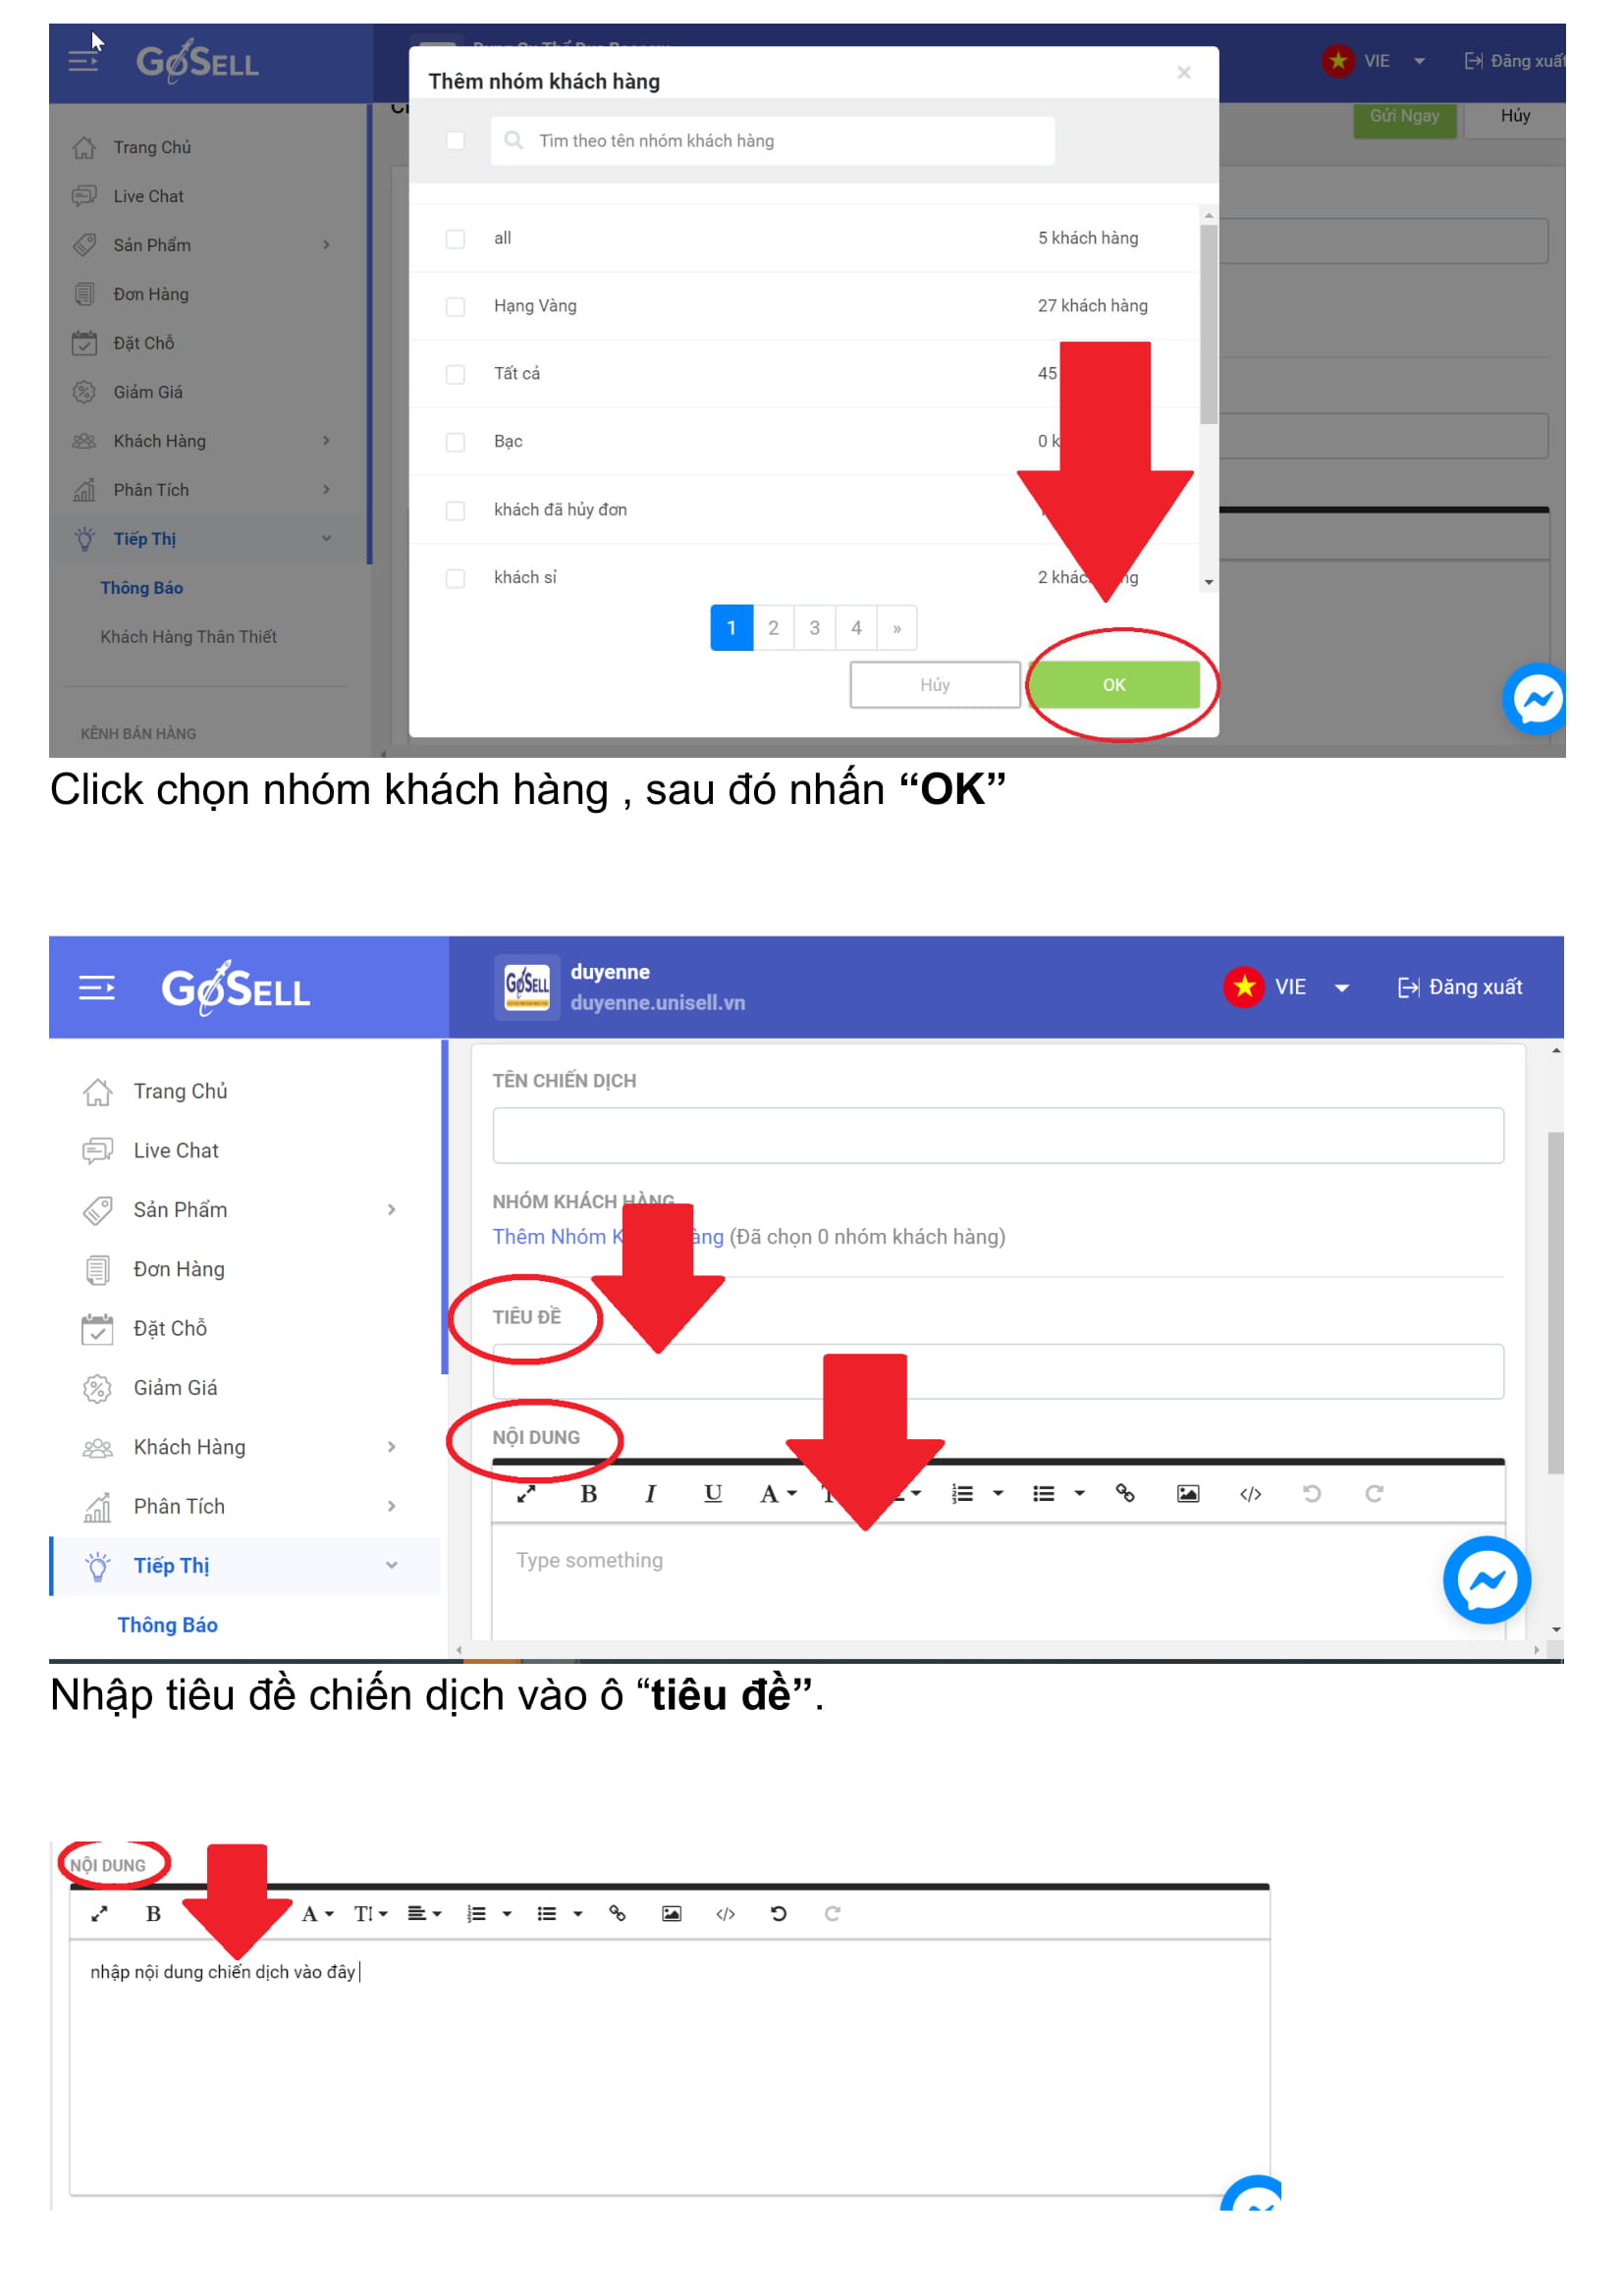 GoSELL
VIE
Đăng xuất
Gửi Ngay
Hủy
Thêm nhóm khách hàng
×
Tìm theo tên nhóm khách hàng
Trang Chủ
Live Chat
Sản Phẩm
Đơn Hàng
Đặt Chỗ
Giảm Giá
Khách Hàng
Phân Tích
Tiếp Thị
Thông Báo
Khách Hàng Thân Thiết
KÊNH BÁN HÀNG
all 5 khách hàng
Hạng Vàng 27 khách hàng
Tất cả 45
Bạc 0
khách đã hủy đơn
khách sỉ 2
1 2 3 4 »
Hủy OK
Click chọn nhóm khách hàng , sau đó nhấn “OK”
GoSELL
GoSELL
duyenne
duyenne.unisell.vn
VIE
Đăng xuất
Trang Chủ
Live Chat
Sản Phẩm
Đơn Hàng
Đặt Chỗ
Giảm Giá
Khách Hàng
Phân Tích
Tiếp Thị
Thông Báo
TÊN CHIẾN DỊCH
NHÓM KHÁCH HÀNG
Thêm Nhóm (Đã chọn 0 nhóm khách hàng)
TIÊU ĐỀ
NỘI DUNG
B I U A
Type something
Nhập tiêu đề chiến dịch vào ô “tiêu đề”.
NỘI DUNG
B A T
nhập nội dung chiến dịch vào đây